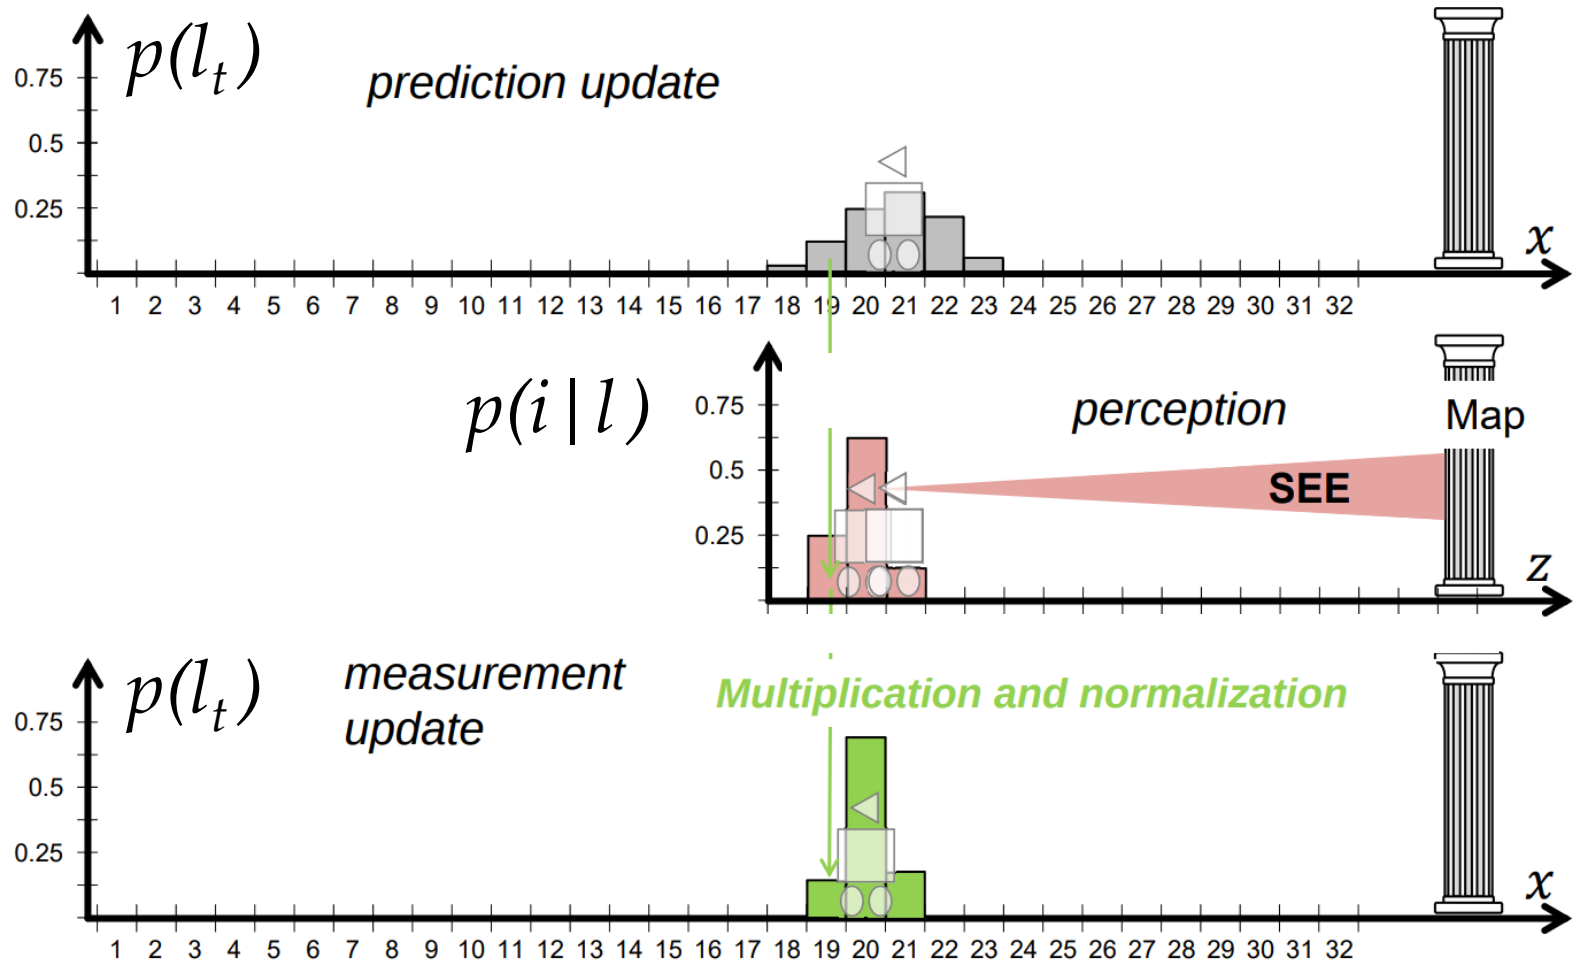 p(l_t)
prediction update
0.75
0.5
0.25
x
1 2 3 4 5 6 7 8 9 10 11 12 13 14 15 16 17 18 19 20 21 22 23 24 25 26 27 28 29 30 31 32
p(i|l)
0.75
0.5
0.25
perception
Map
SEE
z
p(l_t)
measurement
update
Multiplication and normalization
0.75
0.5
0.25
x
1 2 3 4 5 6 7 8 9 10 11 12 13 14 15 16 17 18 19 20 21 22 23 24 25 26 27 28 29 30 31 32